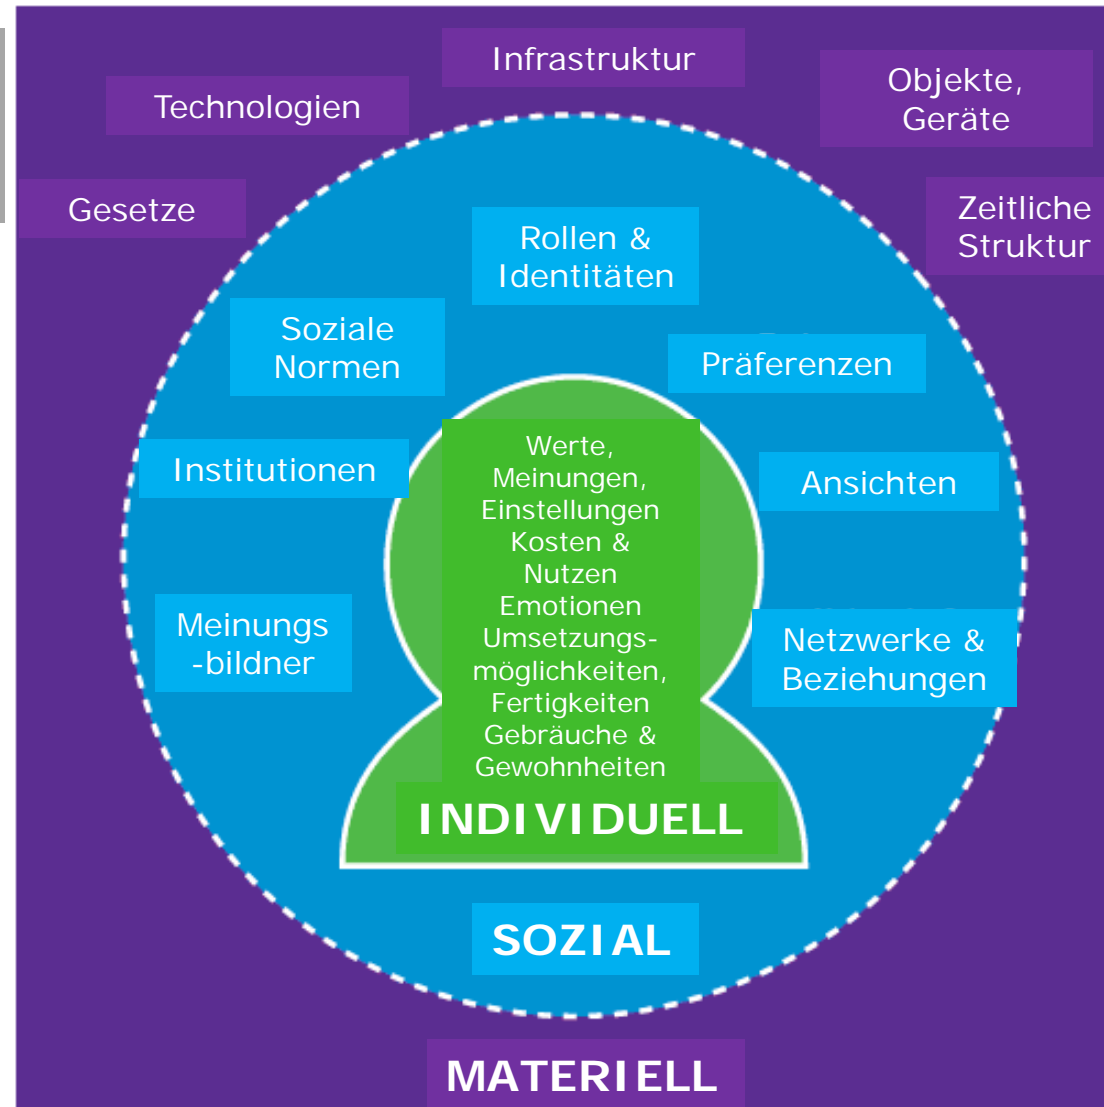 Infrastruktur
Objekte,
Geräte
Technologien
Gesetze
Zeitliche
Struktur
Rollen &
Identitäten
Soziale
Normen
Präferenzen
Institutionen
Ansichten
Meinungs
-bildner
Netzwerke &
Beziehungen
Werte,
Meinungen,
Einstellungen
Kosten &
Nutzen
Emotionen
Umsetzungs-
möglichkeiten,
Fertigkeiten
Gebräuche &
Gewohnheiten
INDIVIDUELL
SOZIAL
MATERIELL